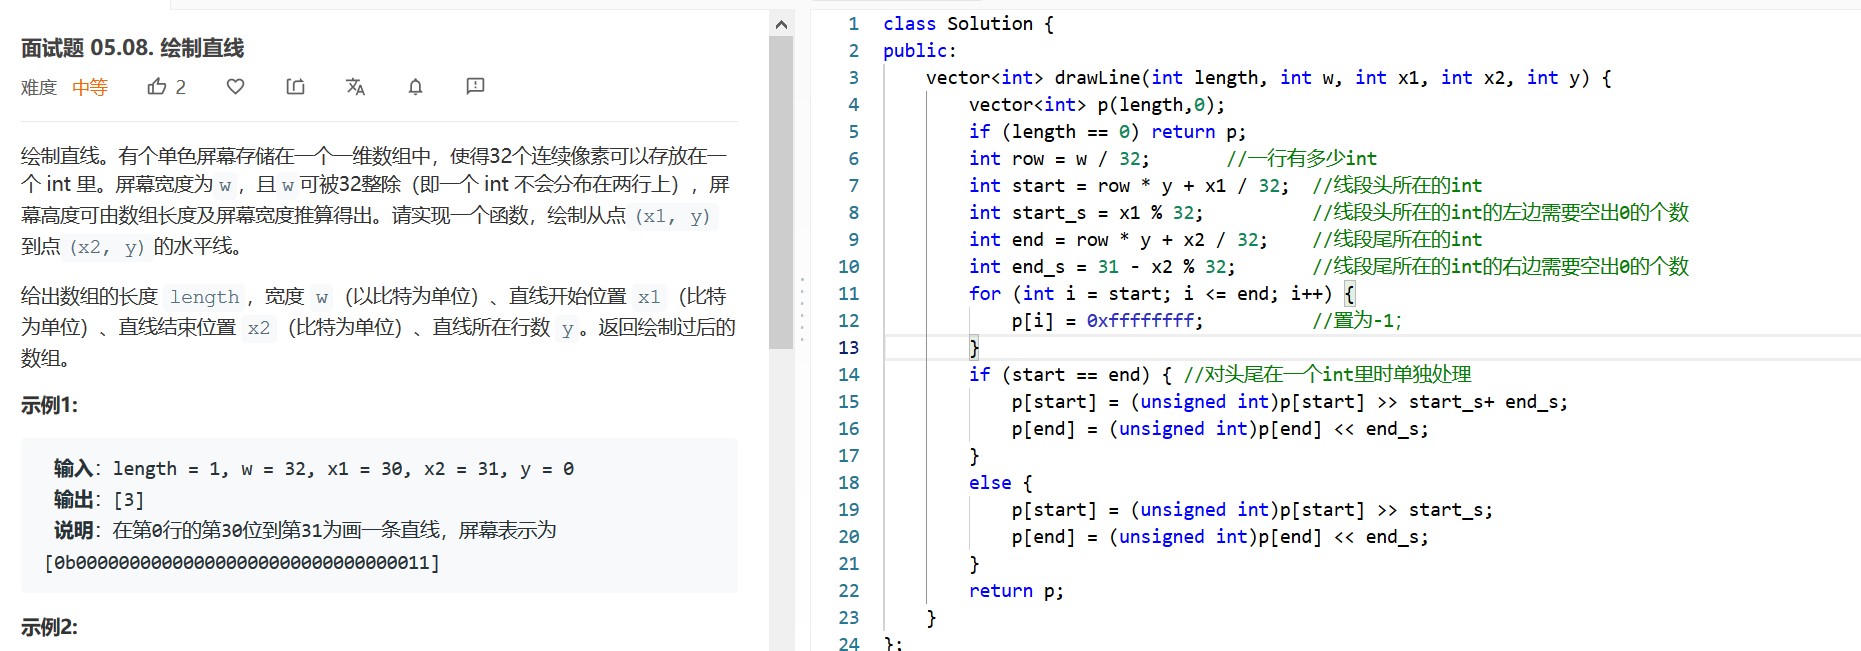 面试题 05.08. 绘制直线
难度 中等 2
绘制直线。有个单色屏幕存储在一个一维数组中，使得32个连续像素可以存放在一
个 int 里。屏幕宽度为 w ，且 w 可被32整除（即一个 int 不会分布在两行上），屏
幕高度可由数组长度及屏幕宽度推算得出。请实现一个函数，绘制从点 (x1, y)
到点 (x2, y) 的水平线。
给出数组的长度 length，宽度 w（以比特为单位）、直线开始位置 x1（比特
为单位）、直线结束位置 x2（比特为单位）、直线所在行数 y。返回绘制过后的
数组。
示例1:
输入：length = 1, w = 32, x1 = 30, x2 = 31, y = 0
输出：[3]
说明：在第0行的第30位到第31为画一条直线，屏幕表示为
[0b00000000000000000000000000000011]
示例2:
1 class Solution {
2 public:
3 vector<int> drawLine(int length, int w, int x1, int x2, int y) {
4 vector<int> p(length,0);
5 if (length == 0) return p;
6 int row = w / 32; //一行有多少int
7 int start = row * y + x1 / 32; //线段头所在的int
8 int start_s = x1 % 32; //线段头所在的int的左边需要空出0的个数
9 int end = row * y + x2 / 32; //线段尾所在的int
10 int end_s = 31 - x2 % 32; //线段尾所在的int的右边需要空出0的个数
11 for (int i = start; i <= end; i++) {
12 p[i] = 0xffffffff; //置为-1;
13 }
14 if (start == end) { //对头尾在一个int里时单独处理
15 p[start] = (unsigned int)p[start] >> start_s+ end_s;
16 p[end] = (unsigned int)p[end] << end_s;
17 }
18 else {
19 p[start] = (unsigned int)p[start] >> start_s;
20 p[end] = (unsigned int)p[end] << end_s;
21 }
22 return p;
23 }
24 };